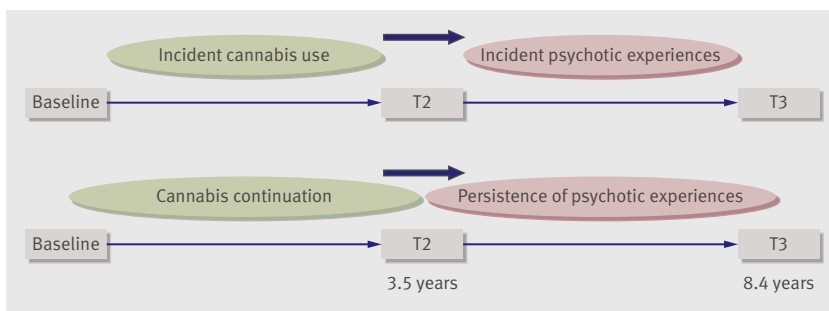 Incident cannabis use
Incident psychotic experiences
Baseline
T2
T3
Cannabis continuation
Persistence of psychotic experiences
Baseline
T2
T3
3.5 years
8.4 years